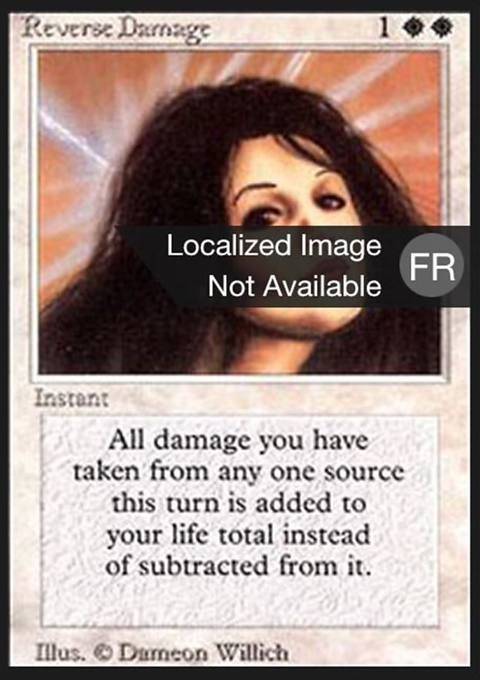 Reverse Damage 1
Localized Image
Not Available
FR
Instant
All damage you have
taken from any one source
this turn is added to
your life total instead
of subtracted from it.
Illus. © Dameon Willich